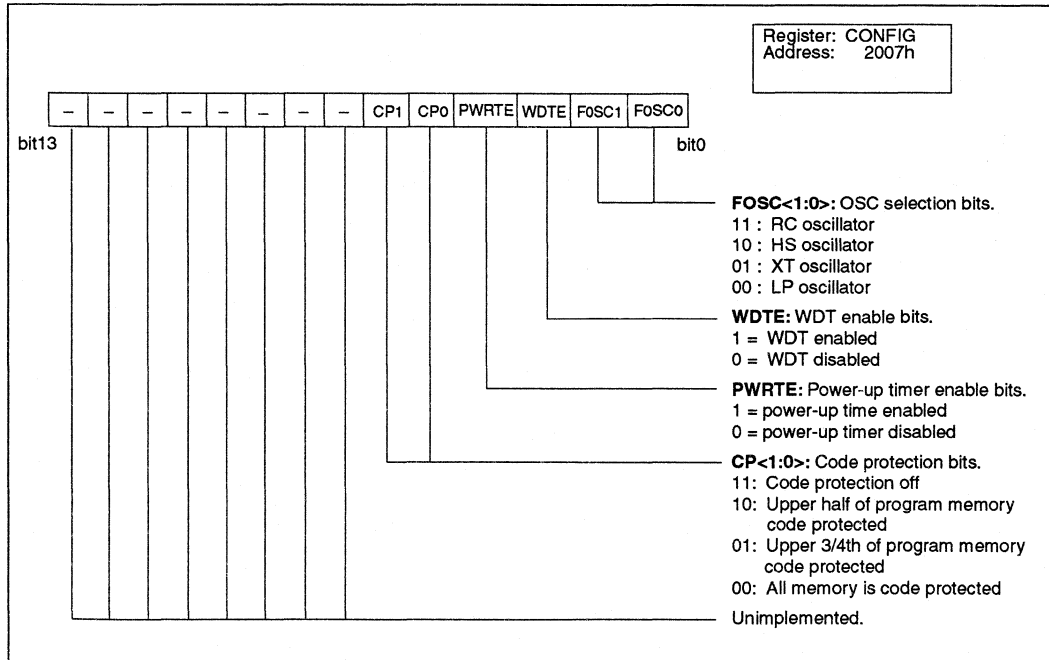 Register: CONFIG
Address: 2007h
– – – – – – – – CP1 CP0 PWRTE WDTE F0SC1 F0SC0
bit13 bit0
FOSC<1:0>: OSC selection bits.
11 : RC oscillator
10 : HS oscillator
01 : XT oscillator
00 : LP oscillator
WDTE: WDT enable bits.
1 = WDT enabled
0 = WDT disabled
PWRTE: Power-up timer enable bits.
1 = power-up time enabled
0 = power-up timer disabled
CP<1:0>: Code protection bits.
11: Code protection off
10: Upper half of program memory
code protected
01: Upper 3/4th of program memory
code protected
00: All memory is code protected
Unimplemented.